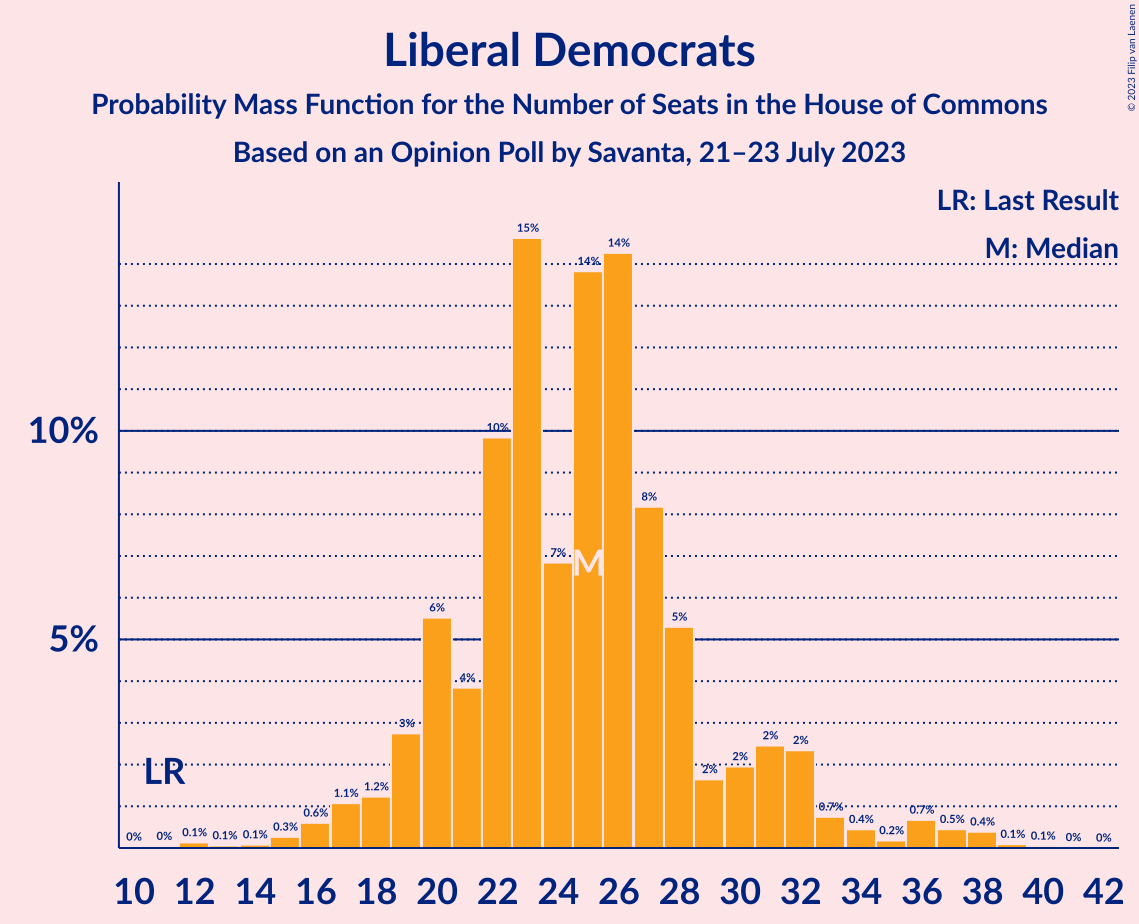 Liberal Democrats
Probability Mass Function for the Number of Seats in the House of Commons
Based on an Opinion Poll by Savanta, 21–23 July 2023
© 2023 Filip van Laenen
LR: Last Result
M: Median
10%
5%
LR
M
0% 0% 0.1% 0.1% 0.1% 0.3% 0.6% 1.1% 1.2% 3% 6% 4% 10% 15% 7% 14% 14% 8% 5% 2% 2% 2% 2% 0.7% 0.4% 0.2% 0.7% 0.5% 0.4% 0.1% 0.1% 0% 0%
10 12 14 16 18 20 22 24 26 28 30 32 34 36 38 40 42